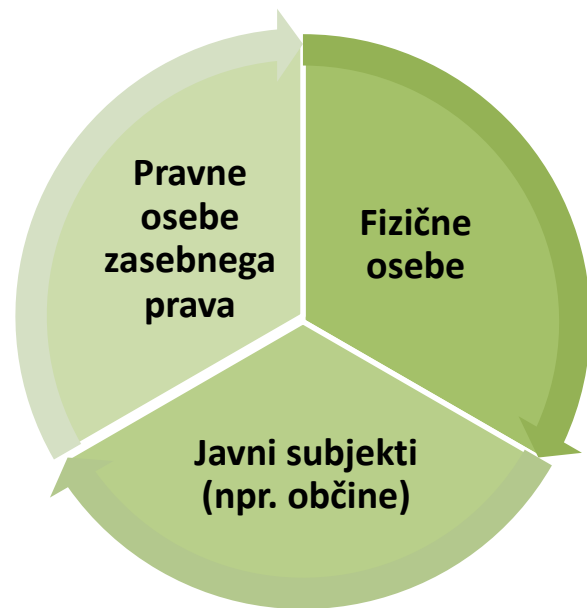 Pravne
osebe
zasebnega
prava
Fizične
osebe
Javni subjekti
(npr. občine)